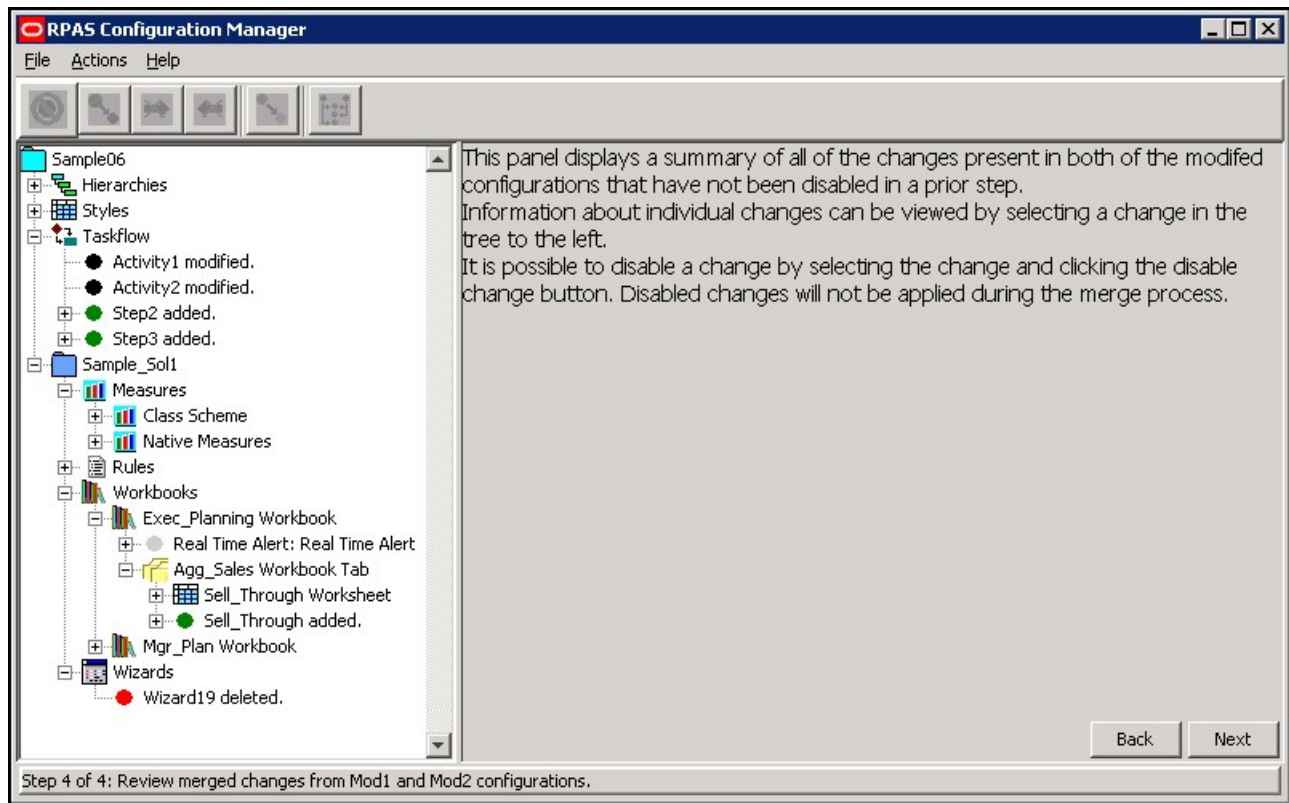 RPAS Configuration Manager
File Actions Help
Sample06
Hierarchies
Styles
Taskflow
Activity1 modified.
Activity2 modified.
Step2 added.
Step3 added.
Sample_Sol1
Measures
Class Scheme
Native Measures
Rules
Workbooks
Exec_Planning Workbook
Real Time Alert: Real Time Alert
Agg_Sales Workbook Tab
Sell_Through Worksheet
Sell_Through added.
Mgr_Plan Workbook
Wizards
Wizard19 deleted.
This panel displays a summary of all of the changes present in both of the modifed
configurations that have not been disabled in a prior step.
Information about individual changes can be viewed by selecting a change in the
tree to the left.
It is possible to disable a change by selecting the change and clicking the disable
change button. Disabled changes will not be applied during the merge process.
Back Next
Step 4 of 4: Review merged changes from Mod1 and Mod2 configurations.